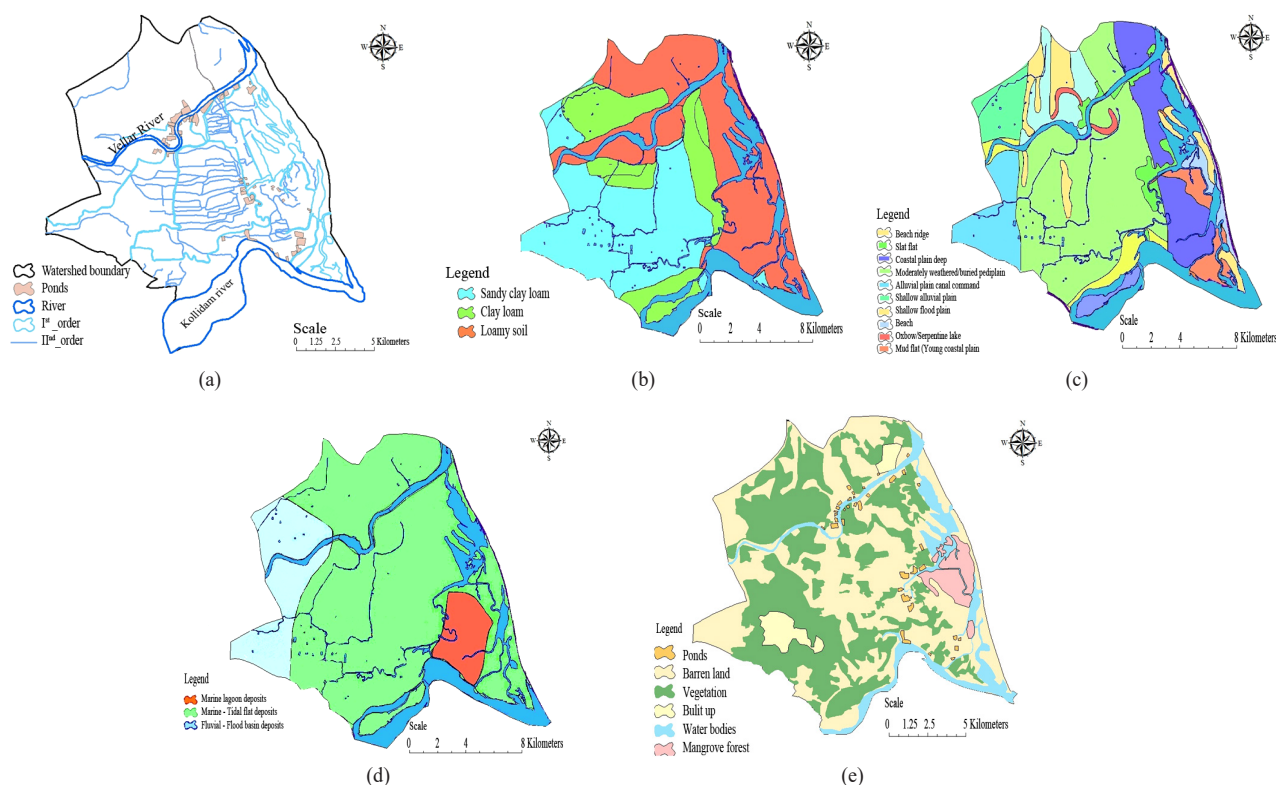 N
W E
S
Vellar River
Watershed boundary
Ponds
River
Ist_order
IInd_order
Kollidam river
Scale
0 1.25 2.5 5 Kilometers
(a)
N
W E
S
Legend
Sandy clay loam
Clay loam
Loamy soil
Scale
0 2 4 8 Kilometers
(b)
N
W E
S
Legend
Beach ridge
Slat flat
Coastal plain deep
Moderately weathered/buried pediplain
Alluvial plain canal command
Shallow alluvial plain
Shallow flood plain
Beach
Oxbow/Serpentine lake
Mud flat (Young coastal plain
Scale
0 2 4 8 Kilometers
(c)
N
W E
S
Legend
Marine lagoon deposits
Marine - Tidal flat deposits
Fluvial - Flood basin deposits
Scale
0 2 4 8 Kilometers
(d)
N
W E
S
Legend
Ponds
Barren land
Vegetation
Bulit up
Water bodies
Mangrove forest
Scale
0 1.25 2.5 5 Kilometers
(e)